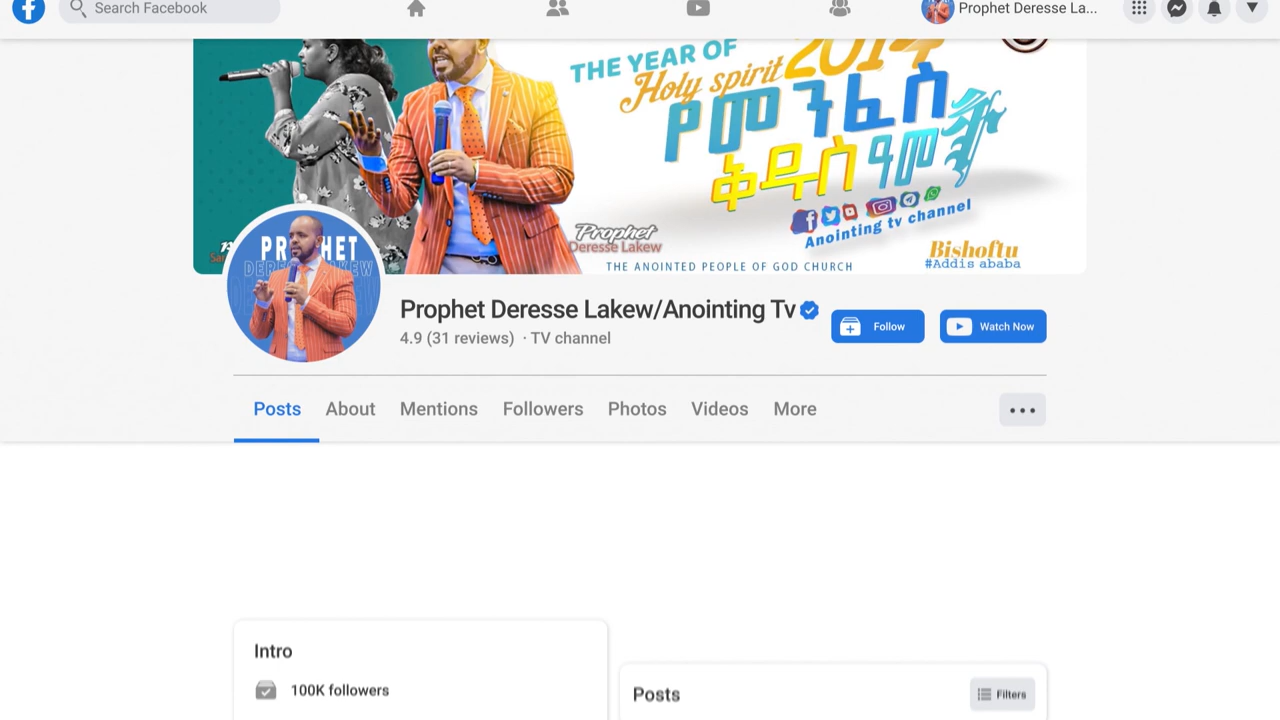 Search Facebook
Prophet Deresse La...
THE YEAR OF
2014
Holy spirit
የመንፈስ
ቅዱስ ዓመት
Anointing tv channel
Prophet
Deresse Lakew
THE ANOINTED PEOPLE OF GOD CHURCH
Bishoftu
#Addis ababa
PROPHET
DERESSE LAKEW
Prophet Deresse Lakew/Anointing Tv
4.9 (31 reviews) · TV channel
Follow
Watch Now
Posts
About
Mentions
Followers
Photos
Videos
More
Intro
100K followers
Posts
Filters